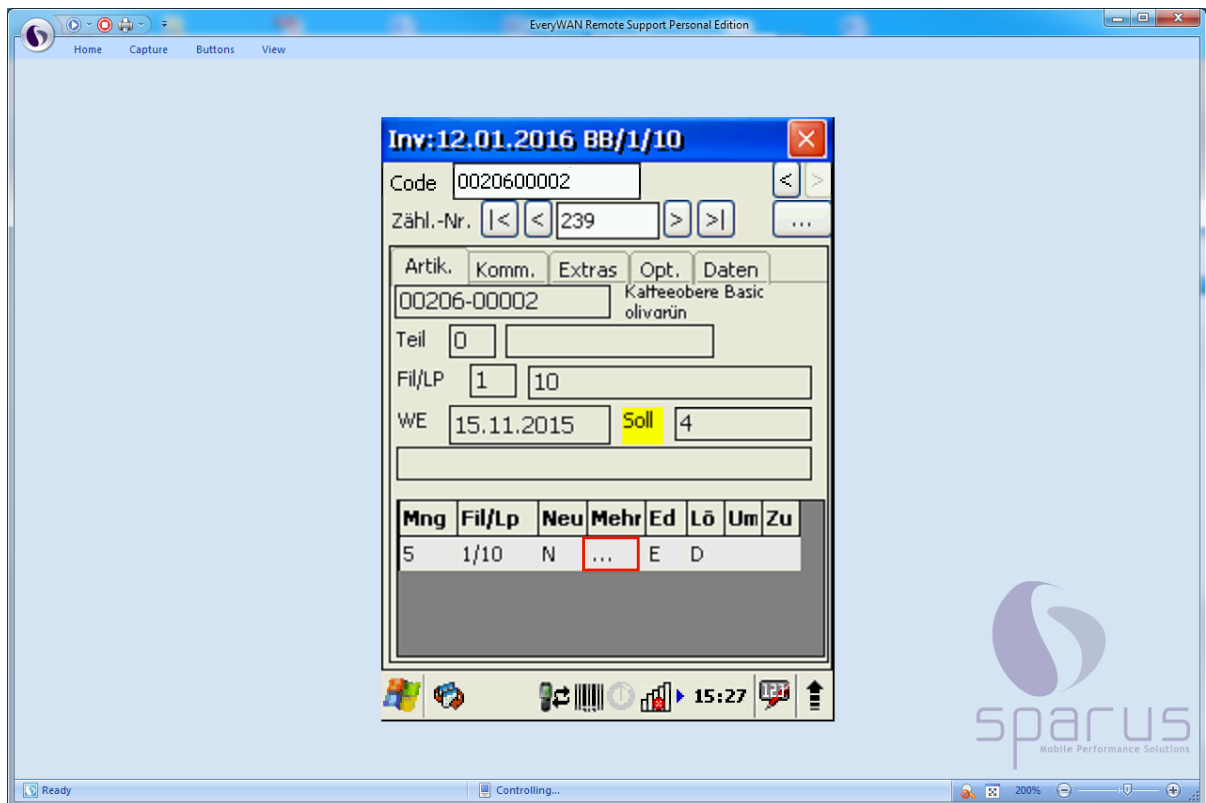 EveryWAN Remote Support Personal Edition
Home Capture Buttons View
Inv:12.01.2016 BB/1/10
Code 0020600002 < >
Zähl.-Nr. |< < 239 > >| ...
Artik. Komm. Extras Opt. Daten
00206-00002 Kaffeeobere Basic
olivgrün
Teil 0
Fil/LP 1 10
WE 15.11.2015 Soll 4
Mng Fil/Lp Neu Mehr Ed Lö Um Zu
5 1/10 N ... E D
15:27 123
sparus
Mobile Performance Solutions
Ready Controlling... 200%